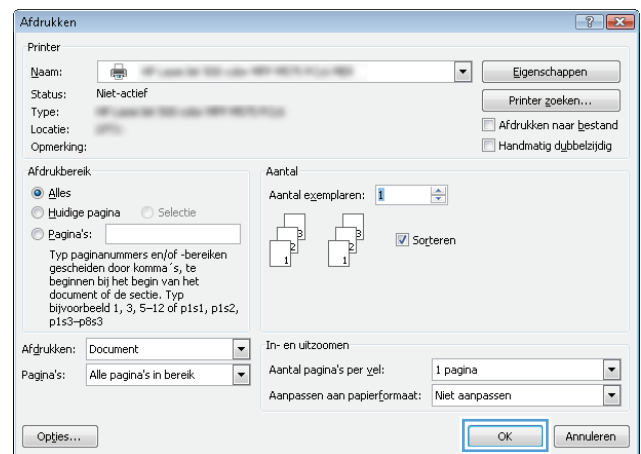 Afdrukken
Printer
Naam:
Eigenschappen
Status: Niet-actief
Printer zoeken...
Type:
Locatie:
Afdrukken naar bestand
Opmerking:
Handmatig dubbelzijdig
Afdrukbereik
Alles
Huidige pagina Selectie
Pagina's:
Typ paginanummers en/of -bereiken
gescheiden door komma´s, te
beginnen bij het begin van het
document of de sectie. Typ
bijvoorbeeld 1, 3, 5–12 of p1s1, p1s2,
p1s3–p8s3
Aantal
Aantal exemplaren: 1
3 3
2 2
1 1
Sorteren
Afdrukken: Document
Pagina's: Alle pagina's in bereik
In- en uitzoomen
Aantal pagina's per vel: 1 pagina
Aanpassen aan papierformaat: Niet aanpassen
Opties...
OK
Annuleren